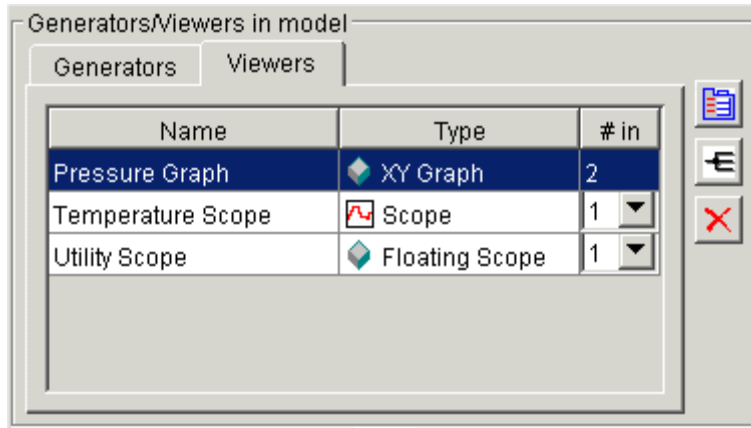 Generators/Viewers in model
Generators Viewers
Name Type # in
Pressure Graph XY Graph 2
Temperature Scope Scope 1
Utility Scope Floating Scope 1